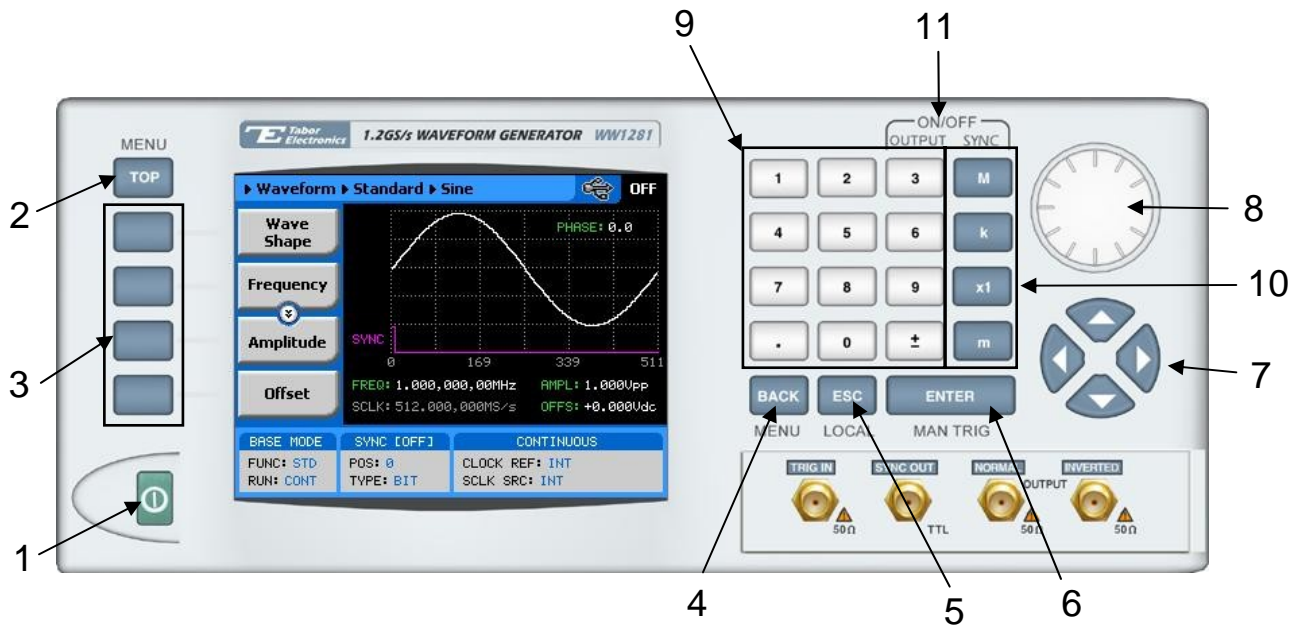 9
11
Tabor Electronics 1.2GS/s WAVEFORM GENERATOR WW1281
ON/OFF
OUTPUT SYNC
MENU
TOP
2
3
1
Waveform Standard Sine OFF
Wave Shape
Frequency
Amplitude
Offset
PHASE: 0.0
SYNC
0 169 339 511
FREQ: 1.000,000,00MHz AMPL: 1.000Vpp
SCLK: 512.000,000MS/s OFFS: +0.000Vdc
BASE MODE SYNC [OFF] CONTINUOUS
FUNC: STD POS: 0 CLOCK REF: INT
RUN: CONT TYPE: BIT SCLK SRC: INT
1 2 3 M
4 5 6 k
7 8 9 x1
. 0 ± m
8
10
7
BACK ESC ENTER
MENU LOCAL MAN TRIG
TRIG IN SYNC OUT NORMAL INVERTED
OUTPUT
50Ω TTL 50Ω 50Ω
4
5
6